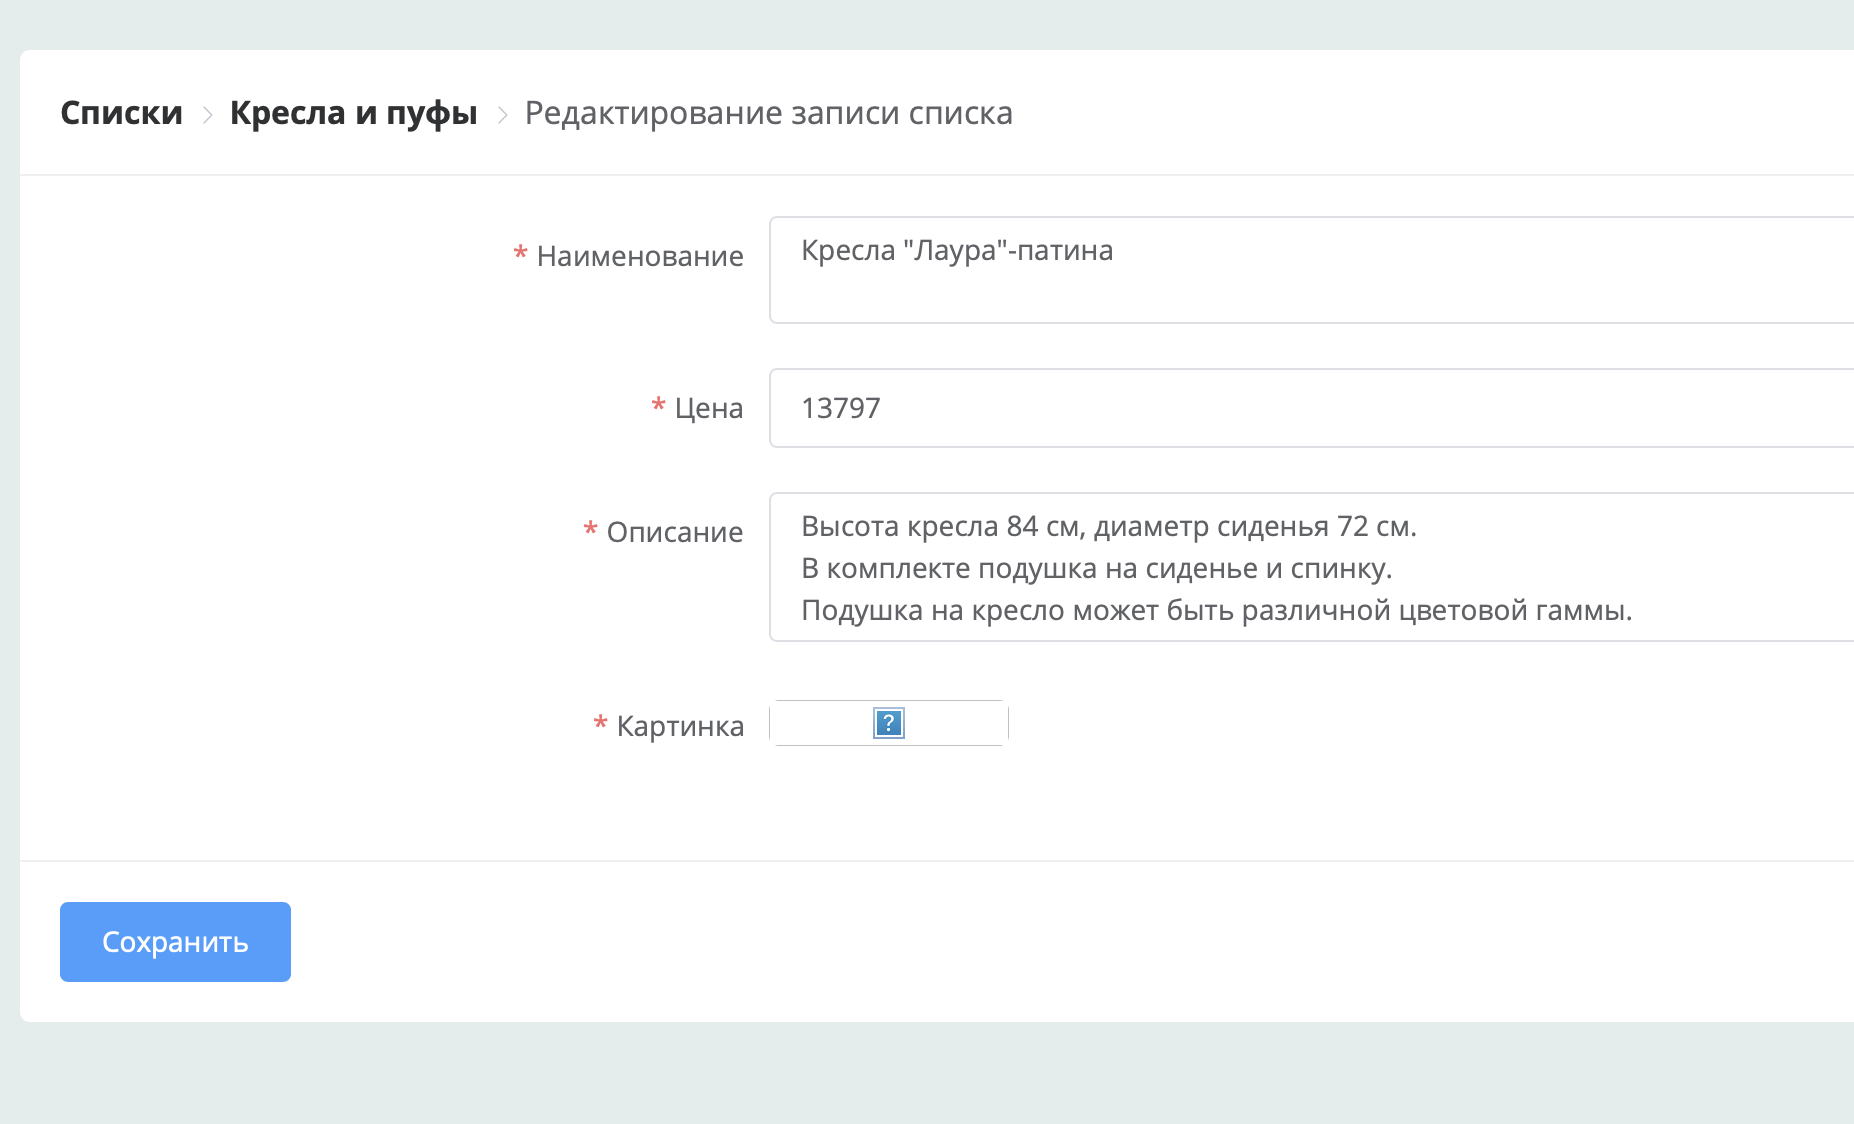 Списки > Кресла и пуфы > Редактирование записи списка
* Наименование Кресла "Лаура"-патина
* Цена 13797
* Описание Высота кресла 84 см, диаметр сиденья 72 см.
В комплекте подушка на сиденье и спинку.
Подушка на кресло может быть различной цветовой гаммы.
* Картинка ?
Сохранить